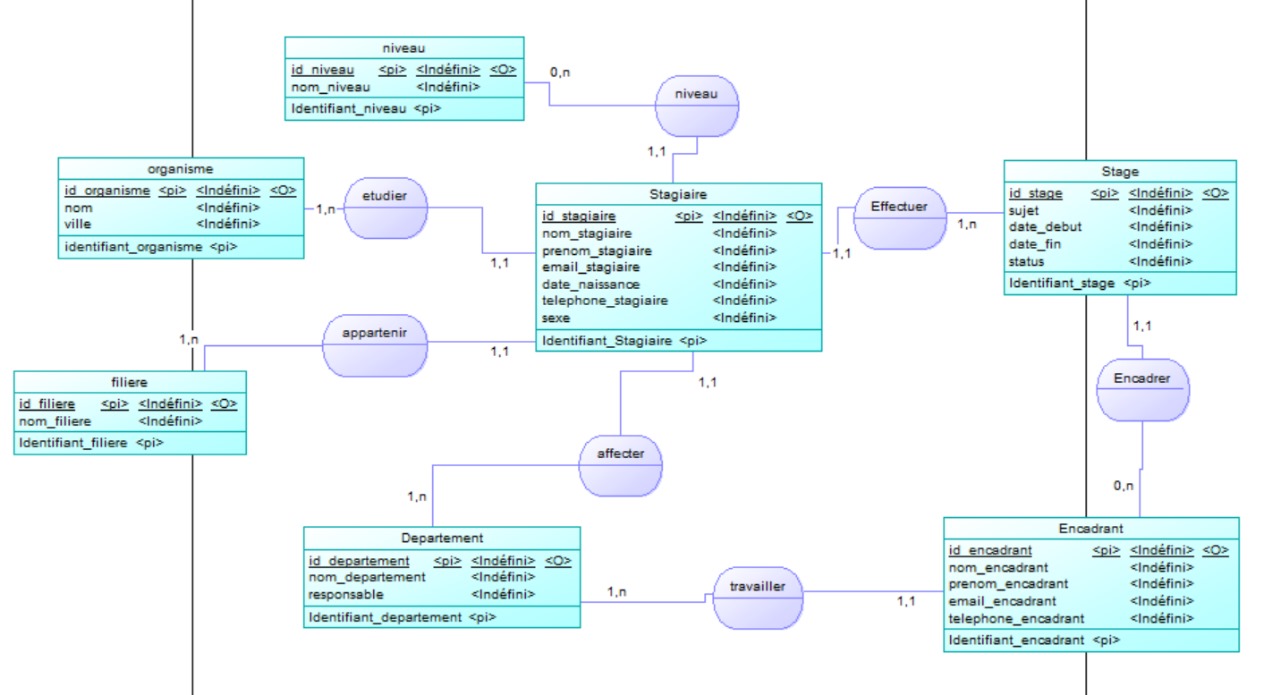 niveau
id_niveau <pi> <Indéfini> <O>
nom_niveau <Indéfini>
Identifiant_niveau <pi>
0,n
niveau
1,1
organisme
id_organisme <pi> <Indéfini> <O>
nom <Indéfini>
ville <Indéfini>
identifiant_organisme <pi>
1,n
etudier
1,1
Stagiaire
id_stagiaire <pi> <Indéfini> <O>
nom_stagiaire <Indéfini>
prenom_stagiaire <Indéfini>
email_stagiaire <Indéfini>
date_naissance <Indéfini>
telephone_stagiaire <Indéfini>
sexe <Indéfini>
Identifiant_Stagiaire <pi>
1,1
Effectuer
1,n
Stage
id_stage <pi> <Indéfini> <O>
sujet <Indéfini>
date_debut <Indéfini>
date_fin <Indéfini>
status <Indéfini>
Identifiant_stage <pi>
1,n
appartenir
1,1
1,1
Encadrer
0,n
filiere
id_filiere <pi> <Indéfini> <O>
nom_filiere <Indéfini>
Identifiant_filiere <pi>
1,1
affecter
1,n
Departement
id_departement <pi> <Indéfini> <O>
nom_departement <Indéfini>
responsable <Indéfini>
Identifiant_departement <pi>
1,n
travailler
1,1
Encadrant
id_encadrant <pi> <Indéfini> <O>
nom_encadrant <Indéfini>
prenom_encadrant <Indéfini>
email_encadrant <Indéfini>
telephone_encadrant <Indéfini>
Identifiant_encadrant <pi>